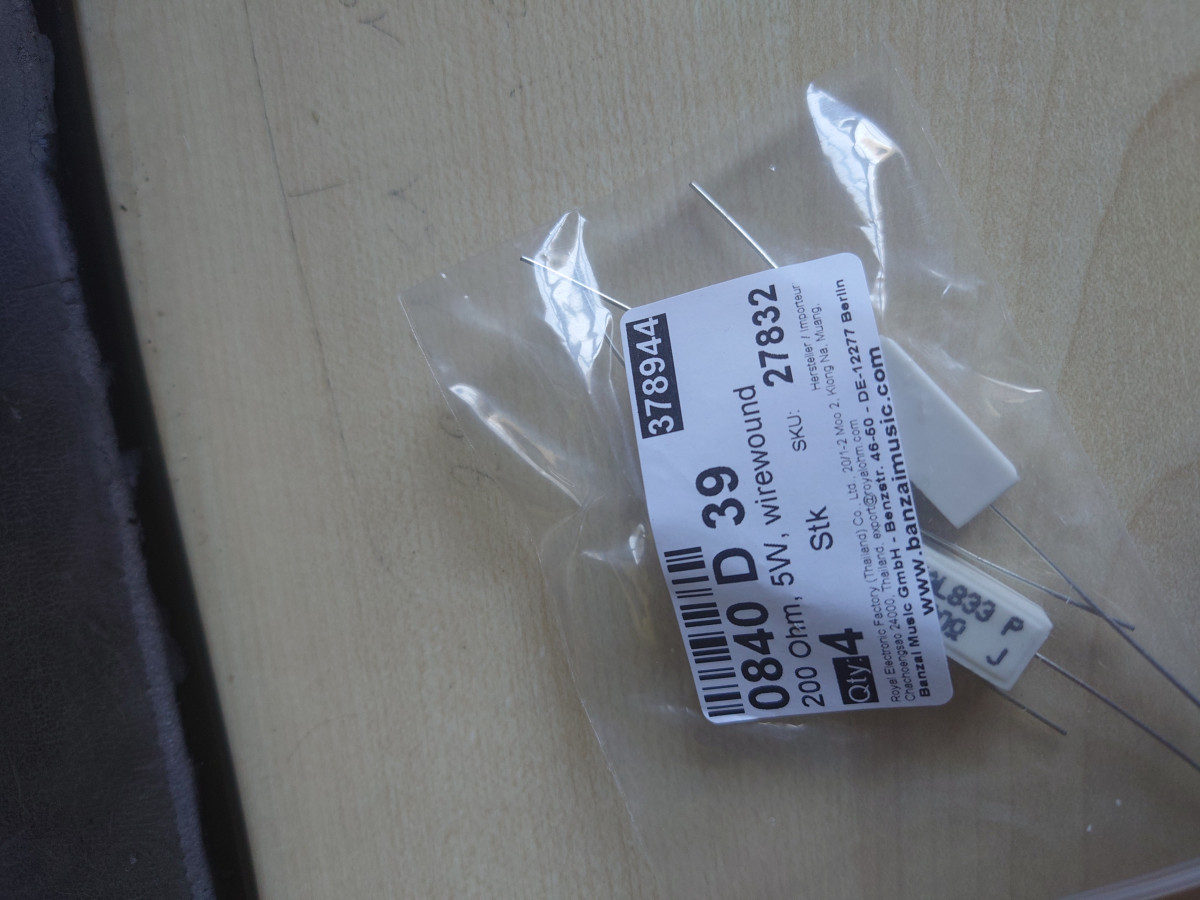 378944
0840 D 39
200 Ohm, 5W, wirewound
SKU: 27832
Qty: 4 Stk
Hersteller / Importeur
Royal Electronic Factory (Thailand) Co., Ltd., 20/1-2 Moo 2, Klong Na, Muang,
Chachoengsao 24000, Thailand, export@royalohm.com
Banzai Music GmbH - Benzstr. 46-50 - DE-12277 Berlin
www.banzaimusic.com
L833 P
J